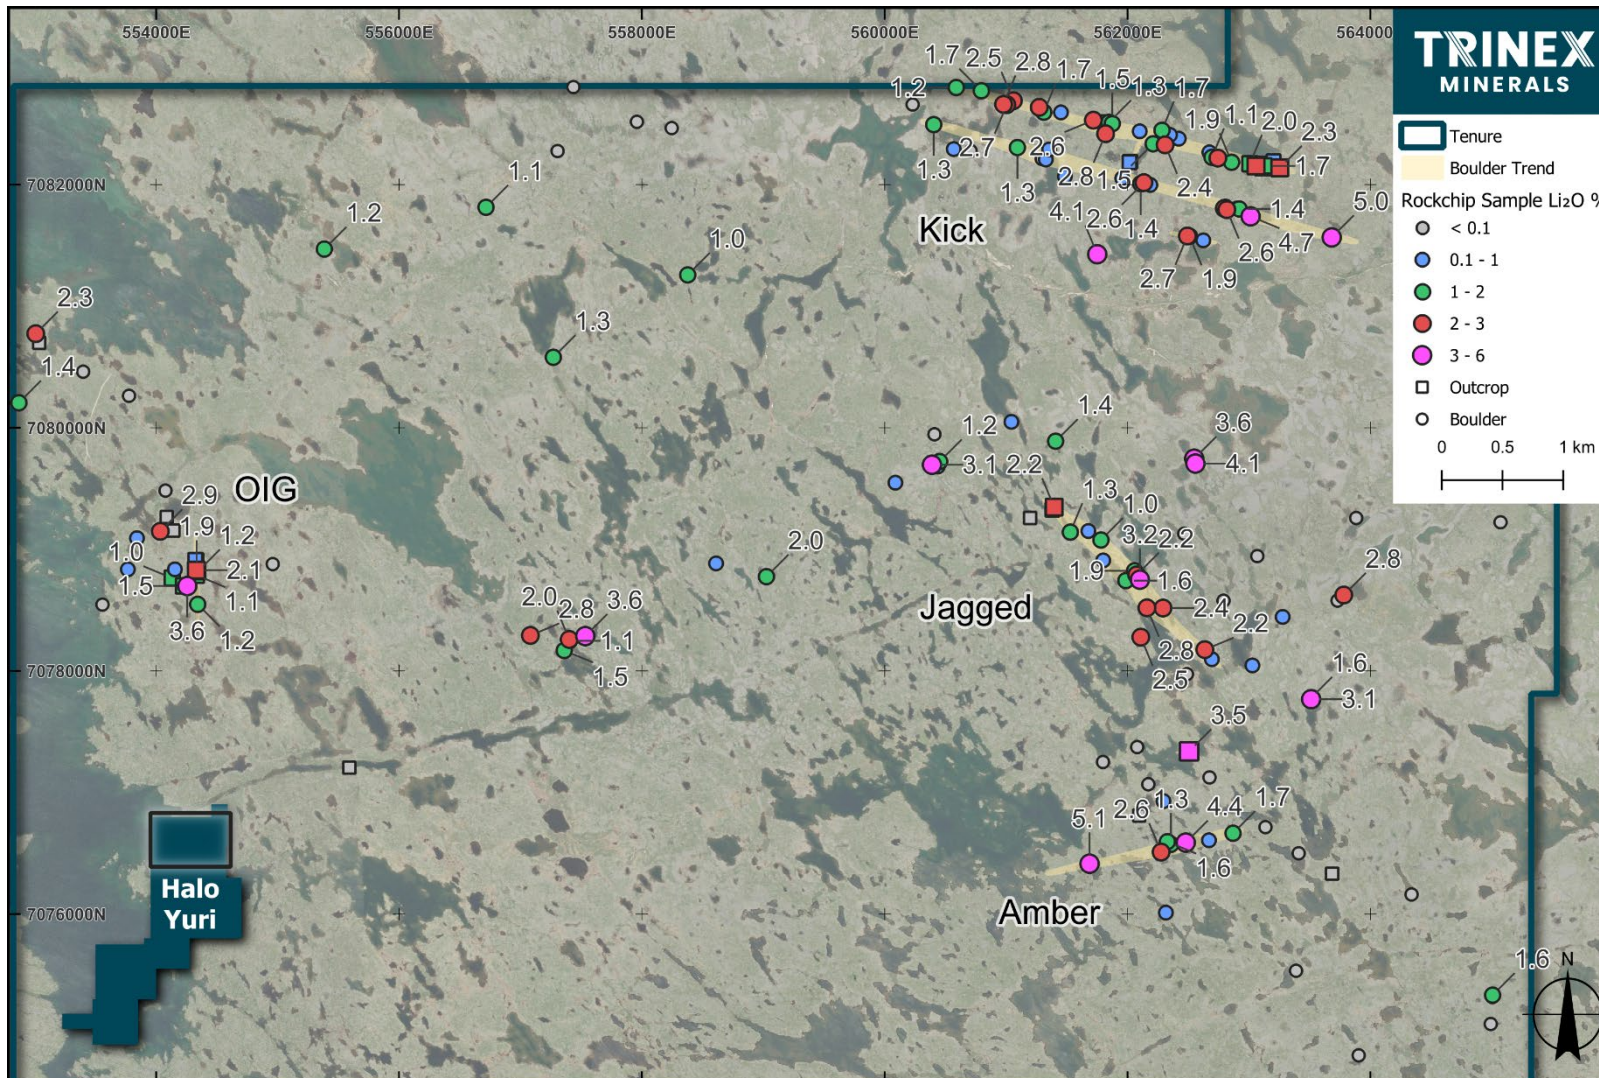 554000E
556000E
558000E
560000E
562000E
564000
TRINEX
MINERALS
Tenure
Boulder Trend
Rockchip Sample Li₂O %
< 0.1
0.1 - 1
1 - 2
2 - 3
3 - 6
Outcrop
Boulder
0 0.5 1 km
1.7 2.5 2.8 1.7 1.5 1.3 1.7
1.2
1.9 1.1 2.0 2.3
1.3 2.7 1.3 2.6 2.8 1.5 2.4 1.7
7082000N
1.1
4.1 2.6 1.4 1.4 5.0
Kick
2.6 4.7
1.2
2.7 1.9
1.0
2.3
1.3
1.4
7080000N
1.4
1.2
3.1
2.2
3.6
4.1
OIG
2.9
1.9 1.2
1.3 1.0
3.2 2.2
1.0
1.5
2.1
2.0
1.9 1.6
2.8
1.1
Jagged
2.4
3.6 1.2
2.0 2.8 3.6
1.1
1.5
2.2
2.8
2.5
7078000N
1.6
3.1
3.5
2.6 1.3 4.4 1.7
5.1
1.6
Halo
Yuri
7076000N
Amber
1.6
N